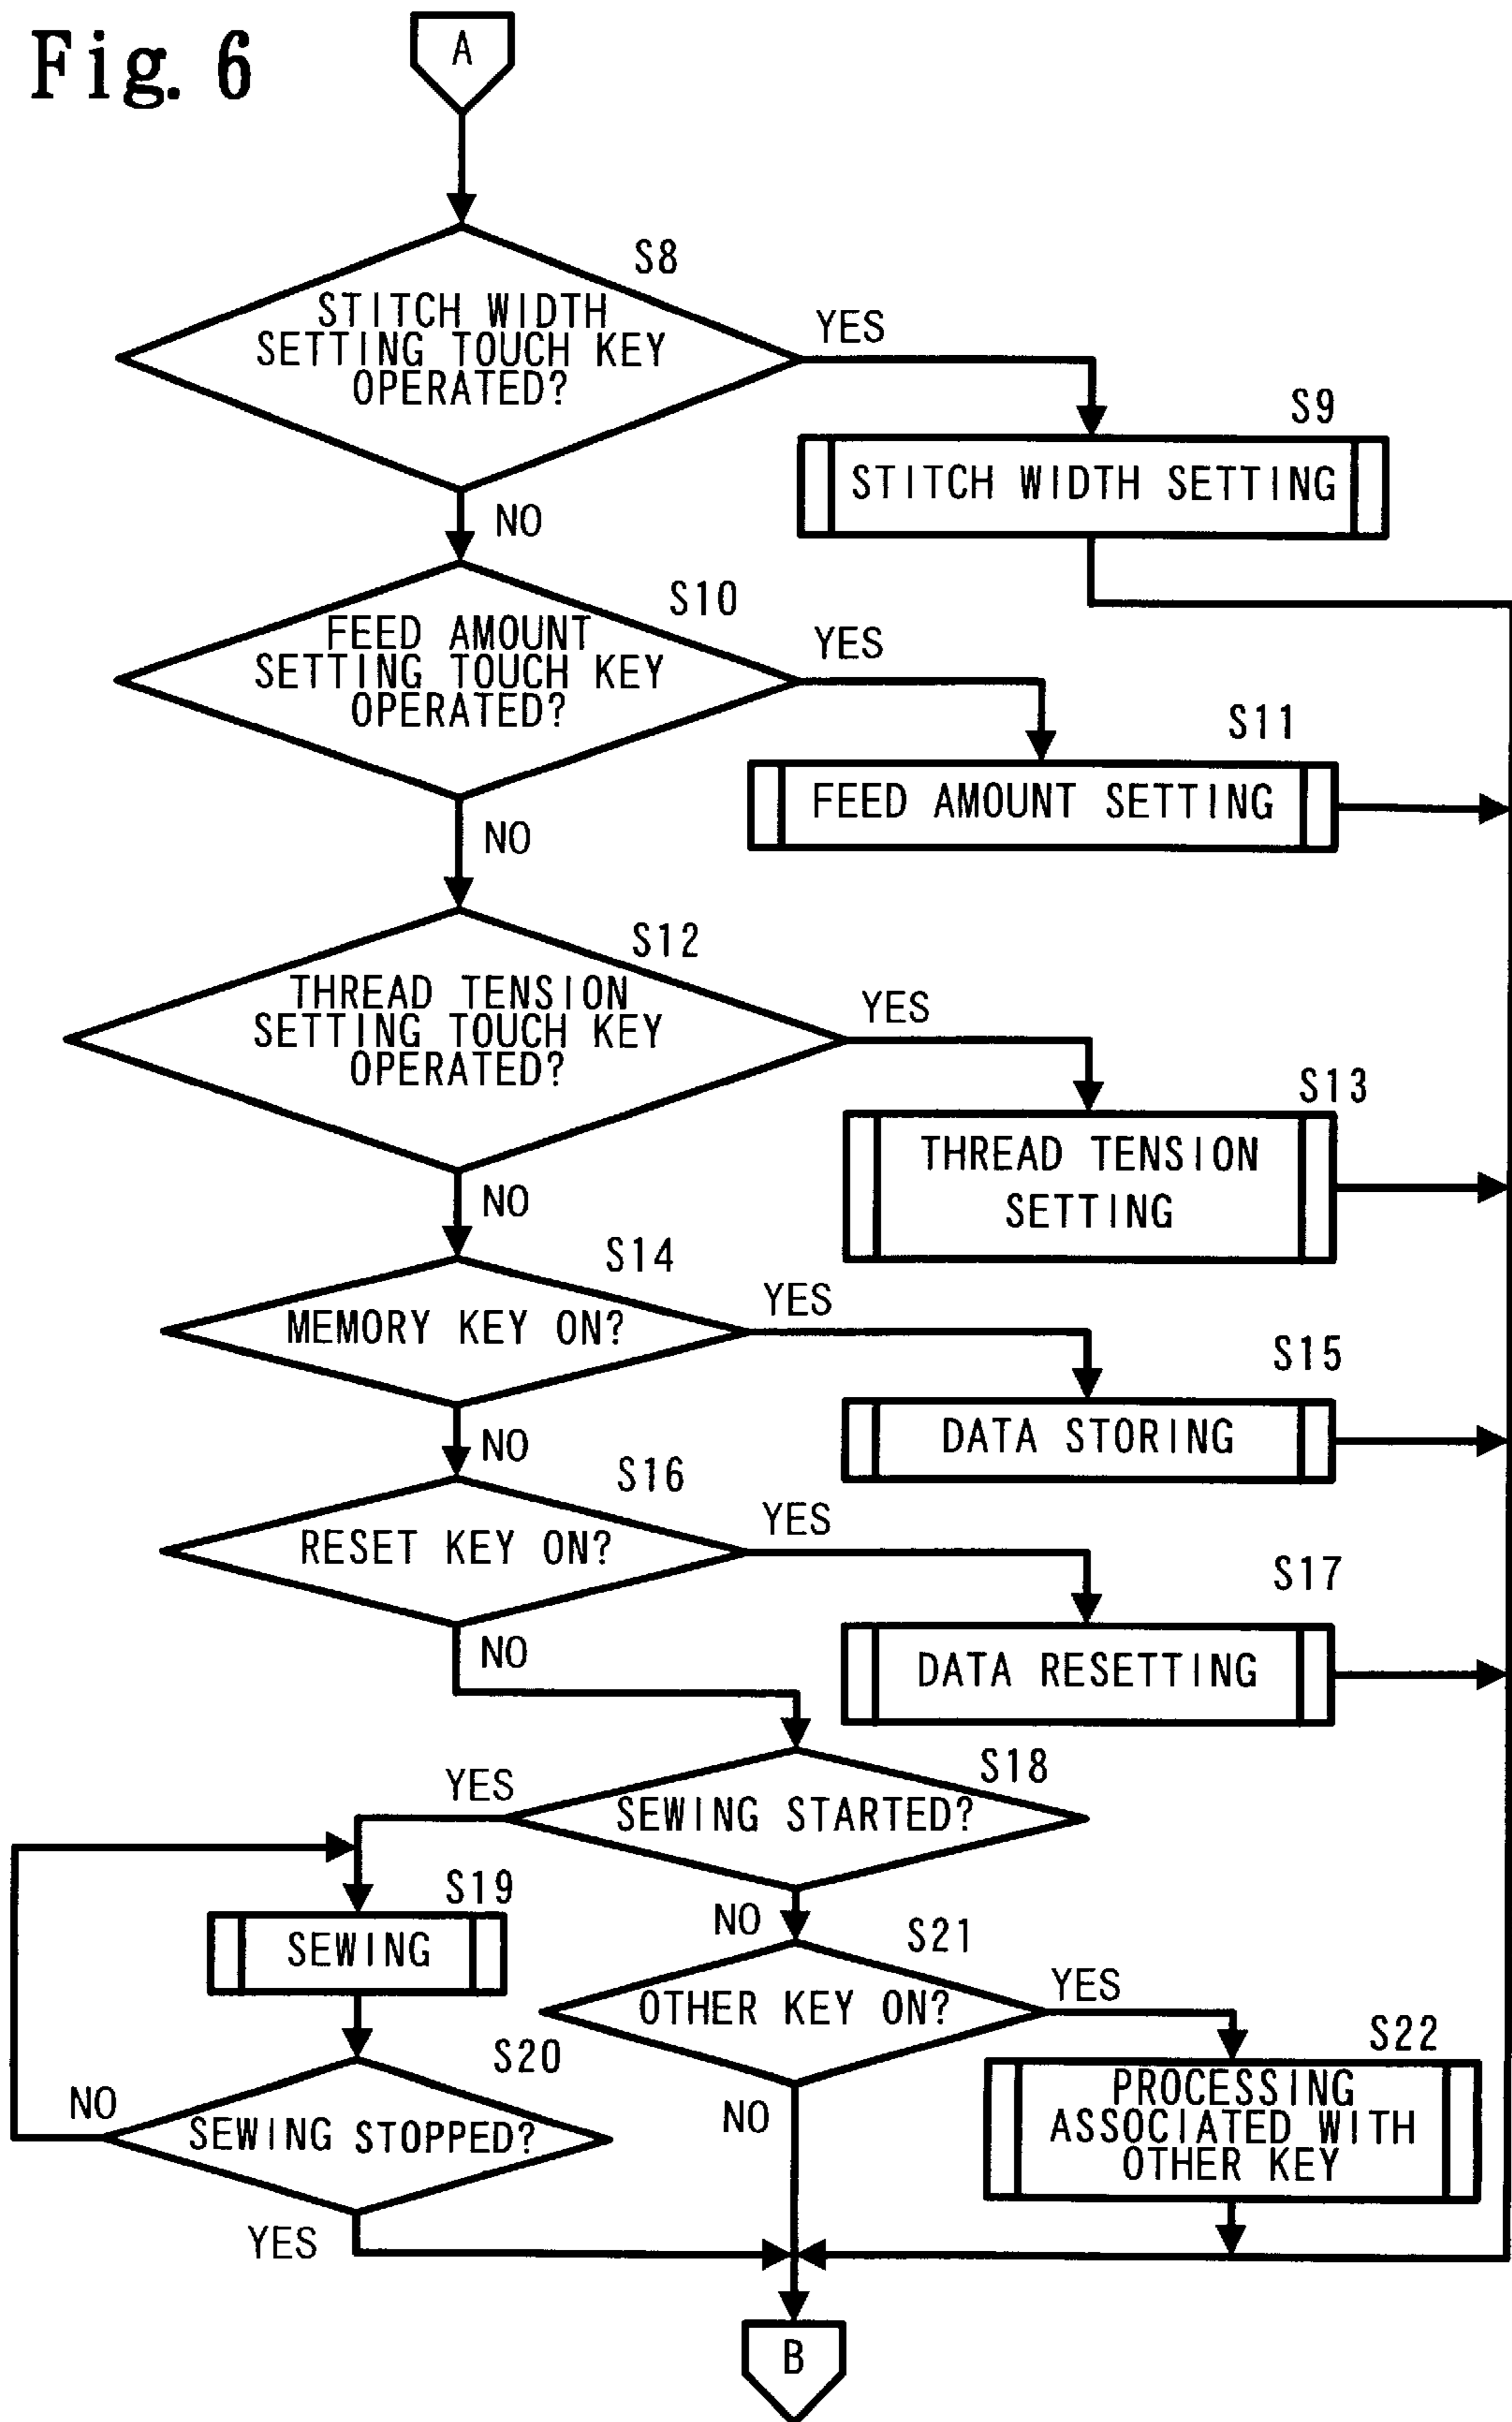 Fig. 6
A
S8
STITCH WIDTH
SETTING TOUCH KEY
OPERATED?
YES
S9
STITCH WIDTH SETTING
NO
S10
FEED AMOUNT
SETTING TOUCH KEY
OPERATED?
YES
S11
FEED AMOUNT SETTING
NO
S12
THREAD TENSION
SETTING TOUCH KEY
OPERATED?
YES
S13
THREAD TENSION
SETTING
NO
S14
MEMORY KEY ON?
YES
S15
DATA STORING
NO
S16
RESET KEY ON?
YES
S17
DATA RESETTING
NO
S18
SEWING STARTED?
YES
S19
SEWING
NO
S21
OTHER KEY ON?
YES
S22
PROCESSING
ASSOCIATED WITH
OTHER KEY
S20
SEWING STOPPED?
NO
NO
YES
B